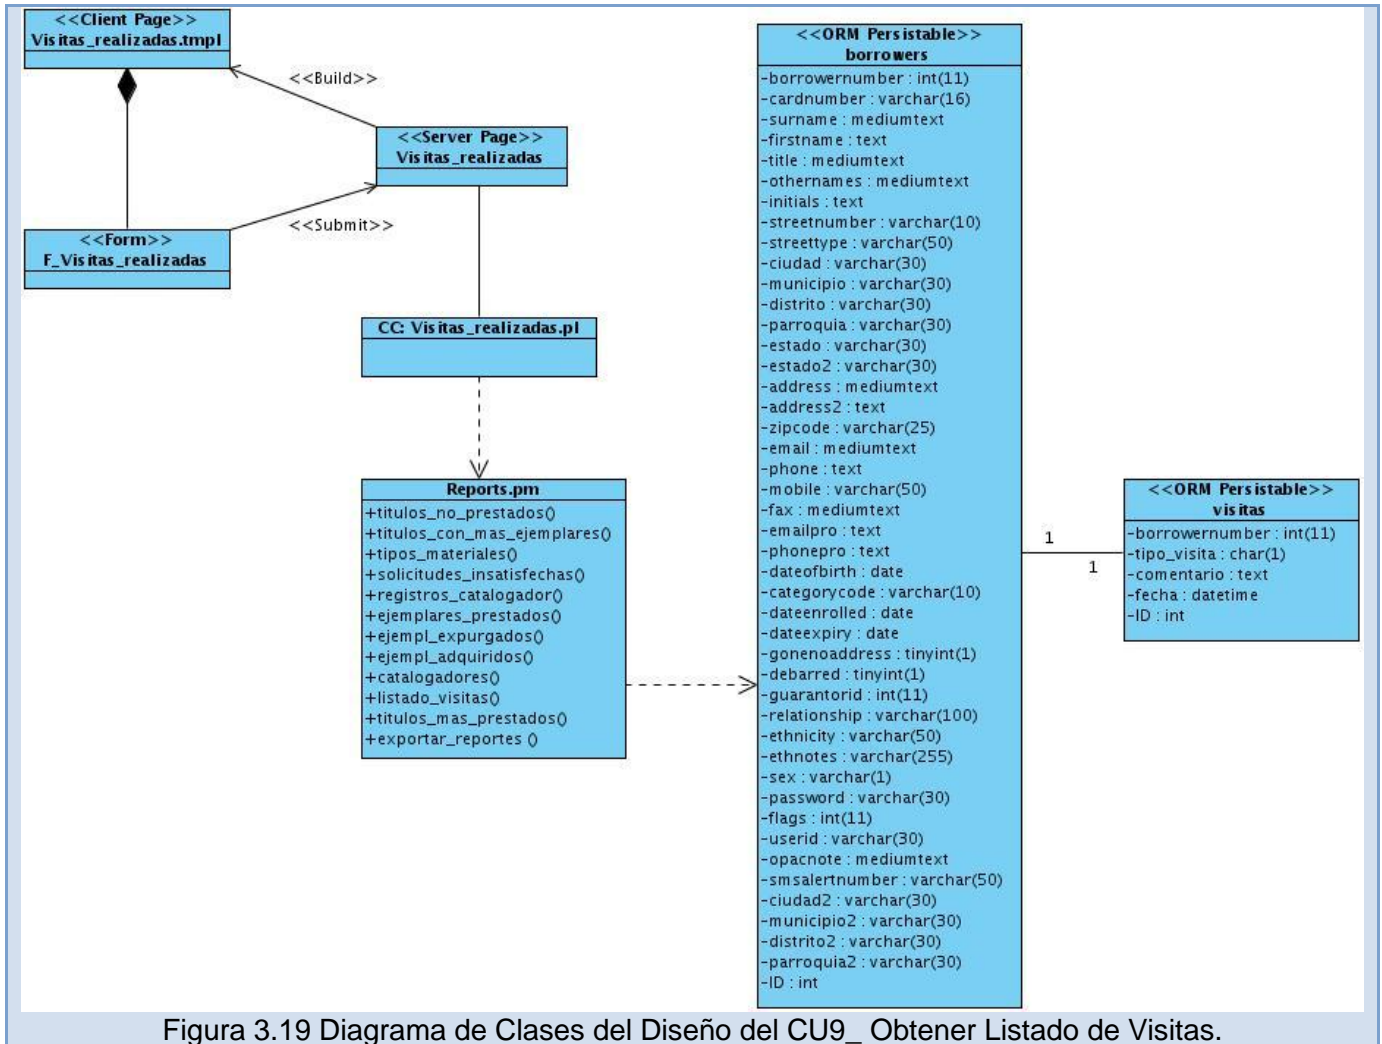 <<Client Page>>
Visitas_realizadas.tmpl
<<Build>>
<<Server Page>>
Visitas_realizadas
<<Submit>>
<<Form>>
F_Visitas_realizadas
CC: Visitas_realizadas.pl
Reports.pm
+titulos_no_prestados()
+titulos_con_mas_ejemplares()
+tipos_materiales()
+solicitudes_insatisfechas()
+registros_catalogador()
+ejemplares_prestados()
+ejempl_expurgados()
+ejempl_adquiridos()
+catalogadores()
+listado_visitas()
+titulos_mas_prestados()
+exportar_reportes ()
<<ORM Persistable>>
borrowers
-borrowernumber : int(11)
-cardnumber : varchar(16)
-surname : mediumtext
-firstname : text
-title : mediumtext
-othernames : mediumtext
-initials : text
-streetnumber : varchar(10)
-streettype : varchar(50)
-ciudad : varchar(30)
-municipio : varchar(30)
-distrito : varchar(30)
-parroquia : varchar(30)
-estado : varchar(30)
-estado2 : varchar(30)
-address : mediumtext
-address2 : text
-zipcode : varchar(25)
-email : mediumtext
-phone : text
-mobile : varchar(50)
-fax : mediumtext
-emailpro : text
-phonepro : text
-dateofbirth : date
-categorycode : varchar(10)
-dateenrolled : date
-dateexpiry : date
-gonenoaddress : tinyint(1)
-debarred : tinyint(1)
-guarantorid : int(11)
-relationship : varchar(100)
-ethnicity : varchar(50)
-ethnotes : varchar(255)
-sex : varchar(1)
-password : varchar(30)
-flags : int(11)
-userid : varchar(30)
-opacnote : mediumtext
-smsalertnumber : varchar(50)
-ciudad2 : varchar(30)
-municipio2 : varchar(30)
-distrito2 : varchar(30)
-parroquia2 : varchar(30)
-ID : int
1
1
<<ORM Persistable>>
visitas
-borrowernumber : int(11)
-tipo_visita : char(1)
-comentario : text
-fecha : datetime
-ID : int
Figura 3.19 Diagrama de Clases del Diseño del CU9_ Obtener Listado de Visitas.